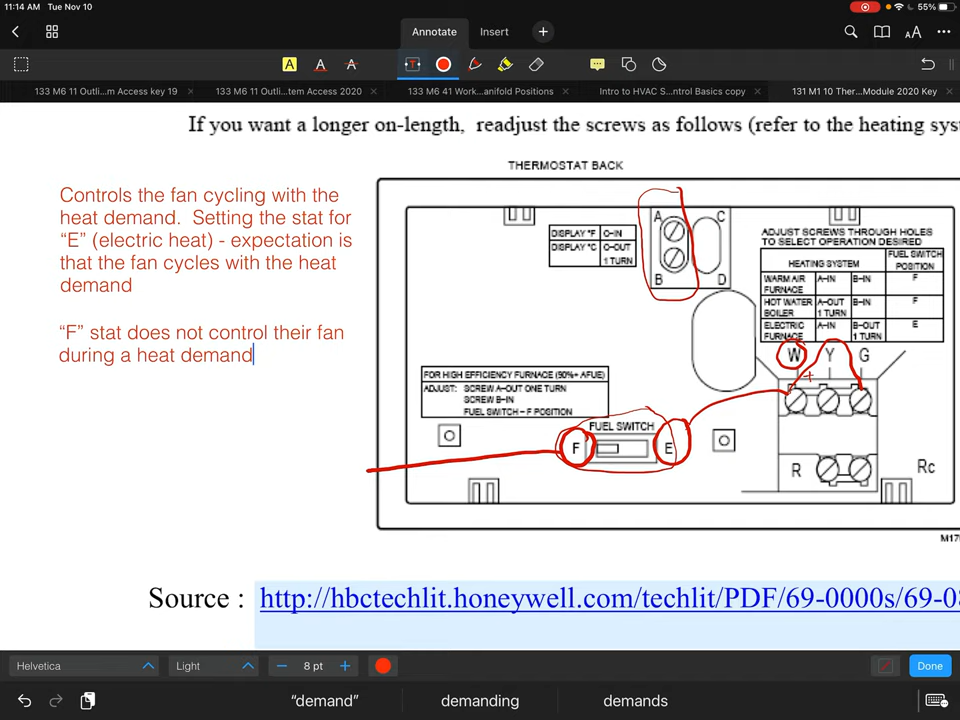 11:14 AM Tue Nov 10
55%
Annotate
Insert
133 M6 11 Outli...m Access key 19
133 M6 11 Outli...tem Access 2020
133 M6 41 Work...anifold Positions
Intro to HVAC S...ntrol Basics copy
131 M1 10 Ther...Module 2020 Key
If you want a longer on-length, readjust the screws as follows (refer to the heating sys
THERMOSTAT BACK
Controls the fan cycling with the
heat demand. Setting the stat for
“E” (electric heat) - expectation is
that the fan cycles with the heat
demand
“F” stat does not control their fan
during a heat demand
DISPLAY °F C-IN
DISPLAY °C C-OUT
1 TURN
A
C
B
D
ADJUST SCREWS THROUGH HOLES
TO SELECT OPERATION DESIRED
HEATING SYSTEM
FUEL SWITCH
POSITION
WARM AIR
FURNACE
A-IN
B-IN
F
HOT WATER
BOILER
A-OUT
1 TURN
B-IN
F
ELECTRIC
FURNACE
A-IN
B-OUT
1 TURN
E
W Y G
FOR HIGH EFFICIENCY FURNACE (90%+ AFUE)
ADJUST: SCREW A-OUT ONE TURN
SCREW B-IN
FUEL SWITCH – F POSITION
FUEL SWITCH
F
E
R
Rc
M17
Source : http://hbctechlit.honeywell.com/techlit/PDF/69-0000s/69-08
Helvetica
Light
8 pt
Done
“demand”
demanding
demands